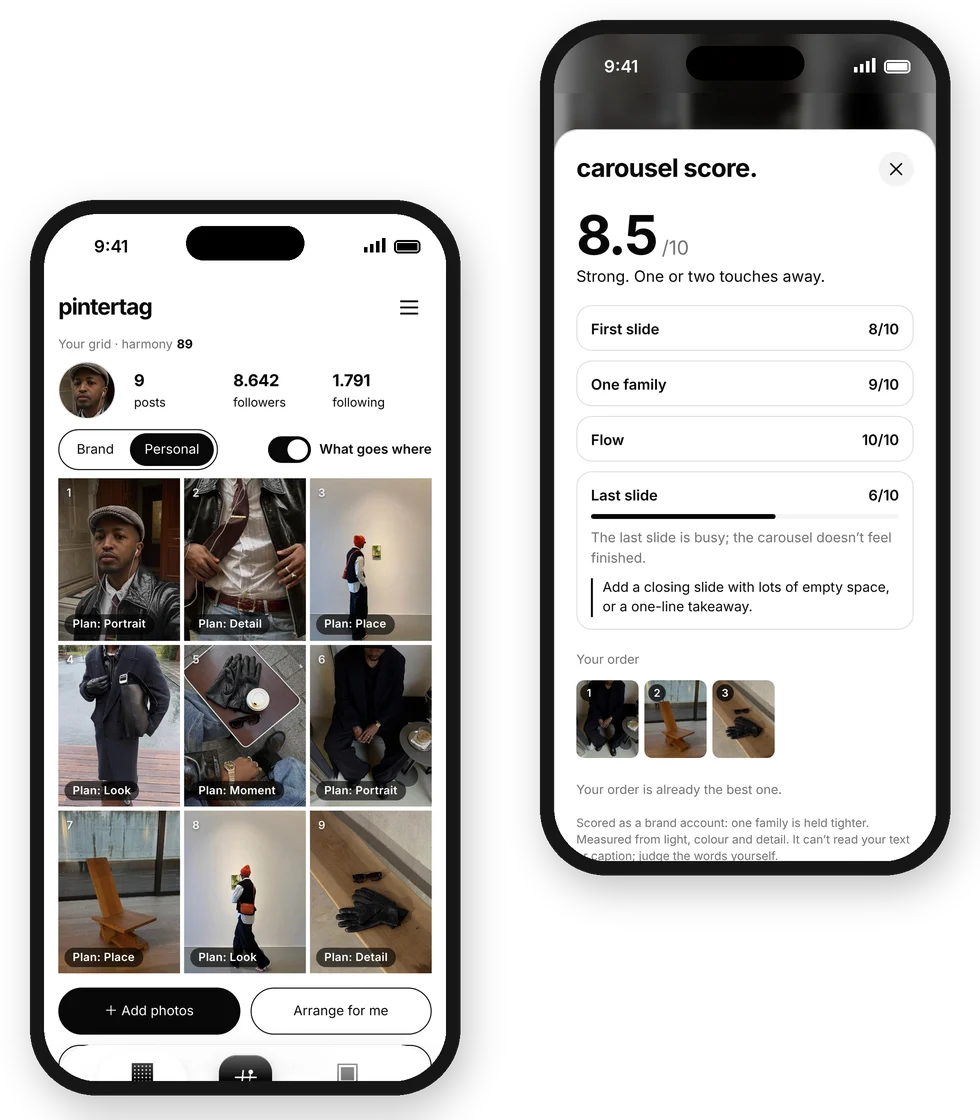 9:41
pintertag
Your grid · harmony 89
9
posts
8.642
followers
1.791
following
Brand
Personal
What goes where
1
Plan: Portrait
2
Plan: Detail
3
Plan: Place
4
Plan: Look
5
Plan: Moment
6
Plan: Portrait
7
Plan: Place
8
Plan: Look
9
Plan: Detail
+ Add photos
Arrange for me
9:41
carousel score.
8.5 /10
Strong. One or two touches away.
First slide 8/10
One family 9/10
Flow 10/10
Last slide 6/10
The last slide is busy; the carousel doesn’t feel
finished.
Add a closing slide with lots of empty space,
or a one-line takeaway.
Your order
1
2
3
Your order is already the best one.
Scored as a brand account: one family is held tighter.
Measured from light, colour and detail. It can’t read your text
or caption; judge the words yourself.